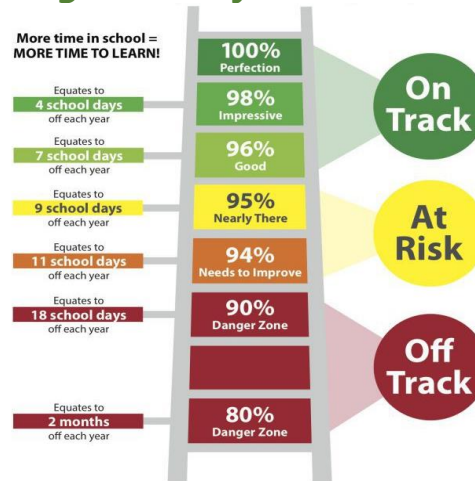 More time in school =
MORE TIME TO LEARN!
100%
Perfection
Equates to
4 school days
off each year
98%
Impressive
Equates to
7 school days
off each year
96%
Good
On
Track
Equates to
9 school days
off each year
95%
Nearly There
Equates to
11 school days
off each year
94%
Needs to Improve
At
Risk
Equates to
18 school days
off each year
90%
Danger Zone
Equates to
2 months
off each year
80%
Danger Zone
Off
Track